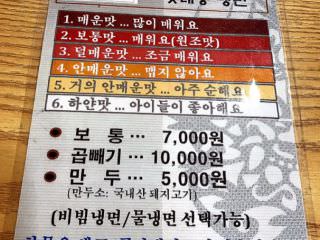 1. 매운맛 ... 많이 매워요
2. 보통맛 ... 매워요(원조맛)
3. 덜매운맛 ... 조금 매워요
4. 안매운맛 ... 맵지 않아요
5. 거의 안매운맛 ... 아주 순해요
6. 하얀맛 ... 아이들이 좋아해요
● 보 통 ... 7,000원
● 곱빼기 ... 10,000원
● 만 두 ... 5,000원
(만두소: 국내산 돼지고기)
(비빔냉면/물냉면 선택가능)